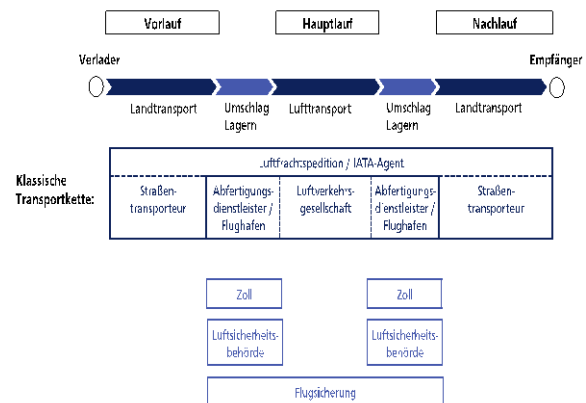 Vorlauf Hauptlauf Nachlauf
Verlader Empfänger
Landtransport Umschlag Lufttransport Umschlag Landtransport
Lagern Lagern
Luftfrachtspedition / IATA-Agent
Klassische
Transportkette:
Straßen- Abfertigungs- Luftverkehrs- Abfertigungs- Straßen-
transporteur dienstleister / gesellschaft dienstleister / transporteur
Flughafen Flughafen
Zoll Zoll
Luftsicherheits- Luftsicherheits-
behörde behörde
Flugsicherung